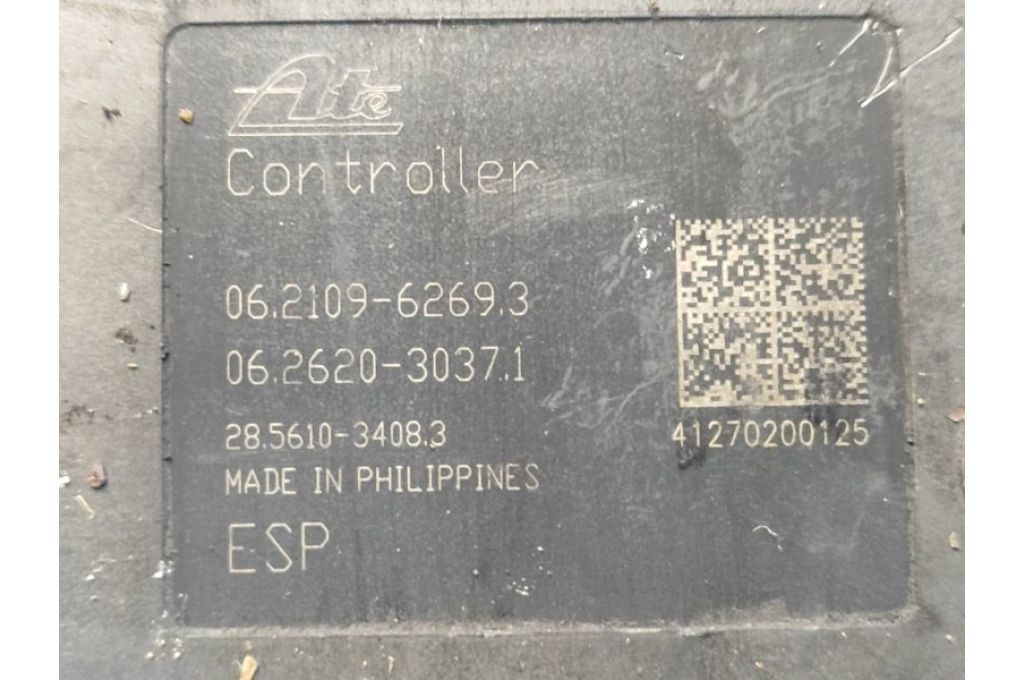 Ate
Controller
06.2109-6269.3
06.2620-3037.1
28.5610-3408.3
41270200125
MADE IN PHILIPPINES
ESP